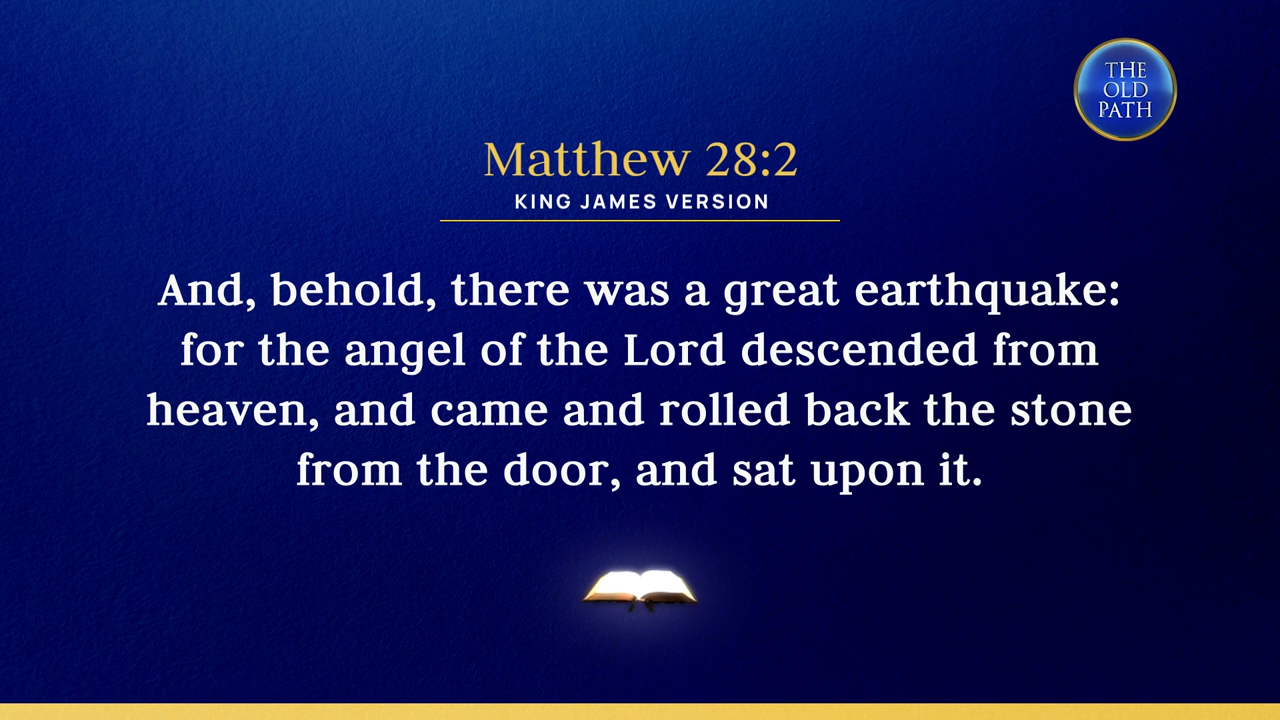 THE
OLD
PATH
Matthew 28:2
KING JAMES VERSION
And, behold, there was a great earthquake:
for the angel of the Lord descended from
heaven, and came and rolled back the stone
from the door, and sat upon it.